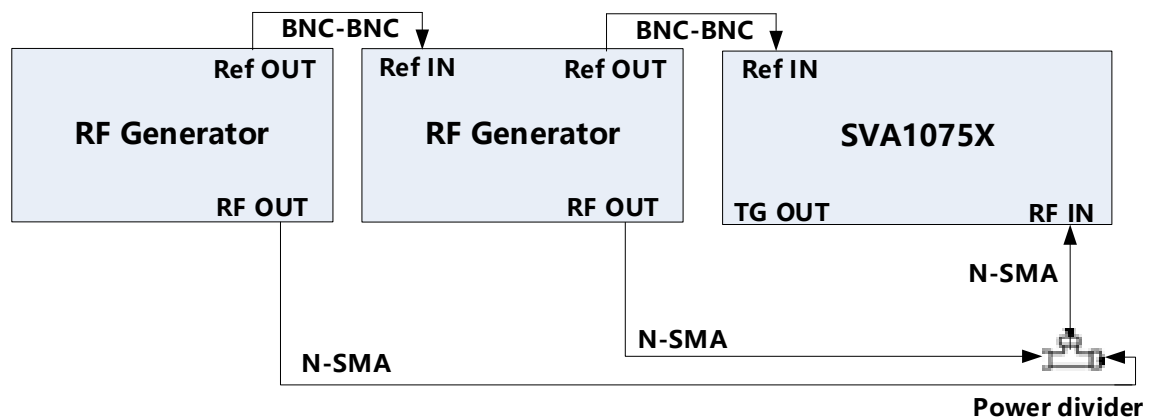 BNC-BNC
BNC-BNC
Ref OUT
Ref IN
Ref OUT
Ref IN
RF Generator
RF Generator
SVA1075X
RF OUT
RF OUT
TG OUT
RF IN
N-SMA
N-SMA
N-SMA
Power divider